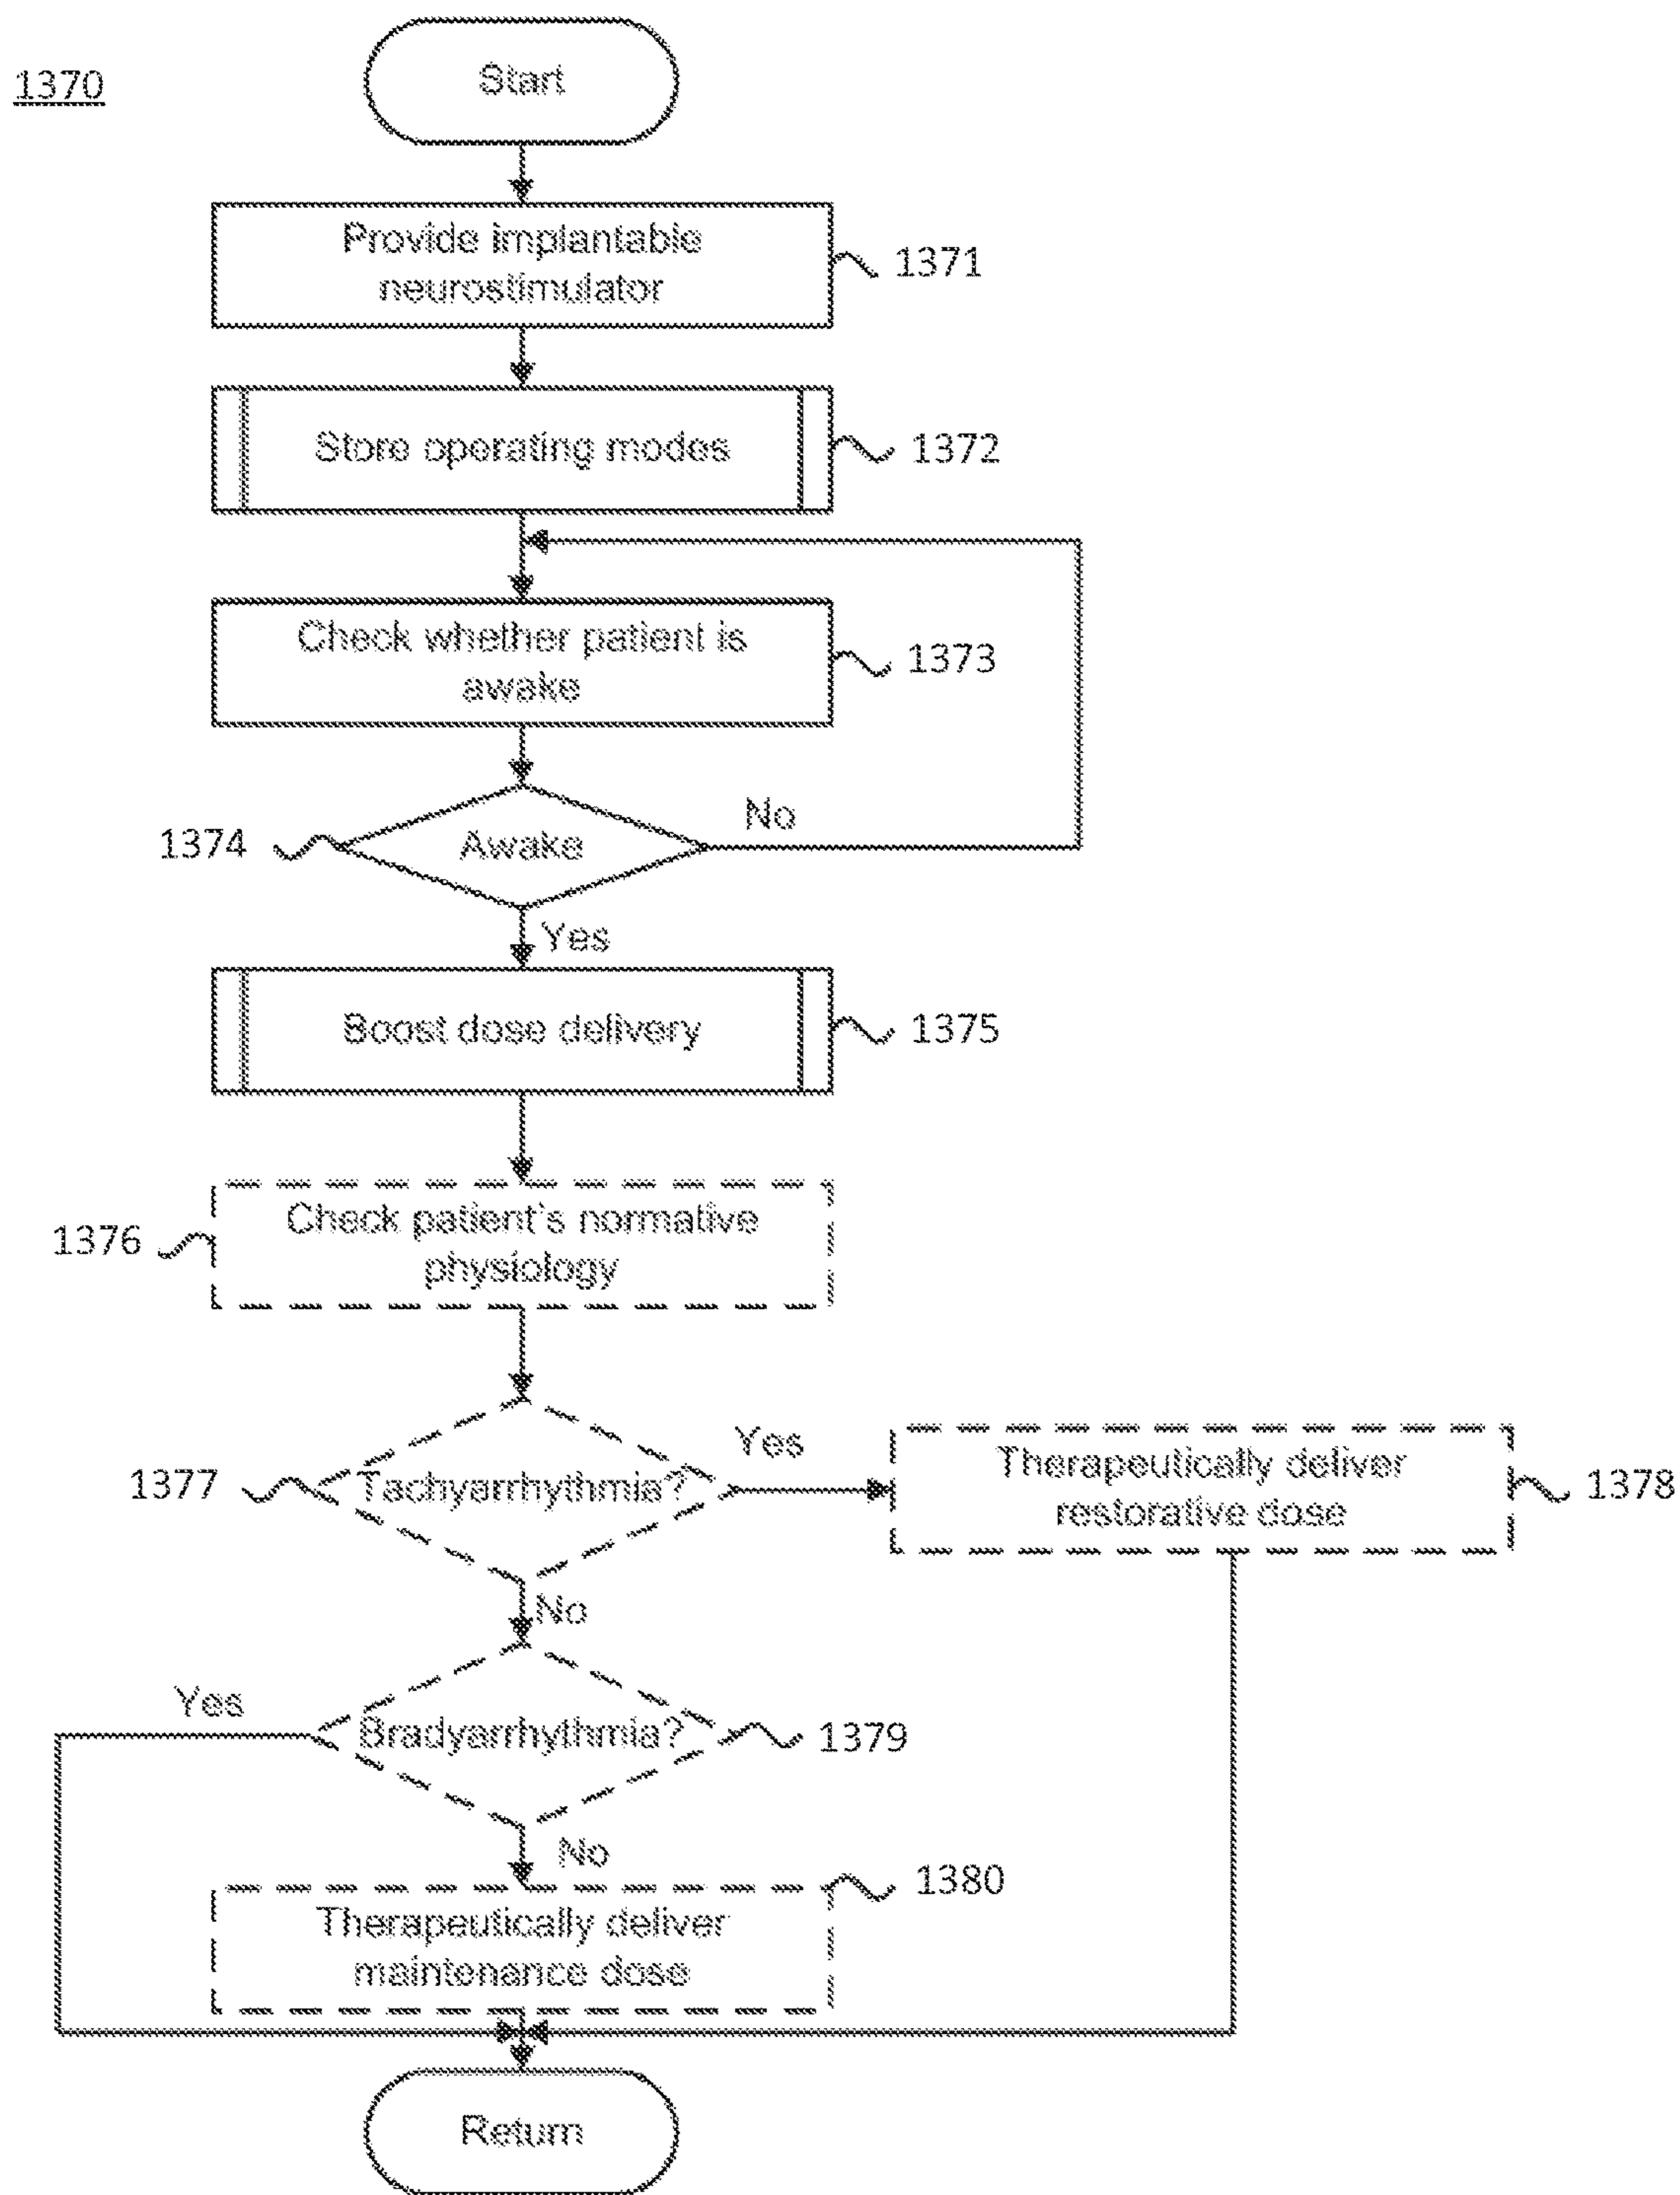 1370
Start
Provide implantable
neurostimulator
1371
Store operating modes
1372
Check whether patient is
awake
1373
1374
Awake
No
Yes
Boost dose delivery
1375
Check patient's normative
physiology
1376
1377
Tachyarrhythmia?
Yes
Therapeutically deliver
restorative dose
1378
No
Yes
Bradyarrhythmia?
1379
No
1380
Therapeutically deliver
maintenance dose
Return